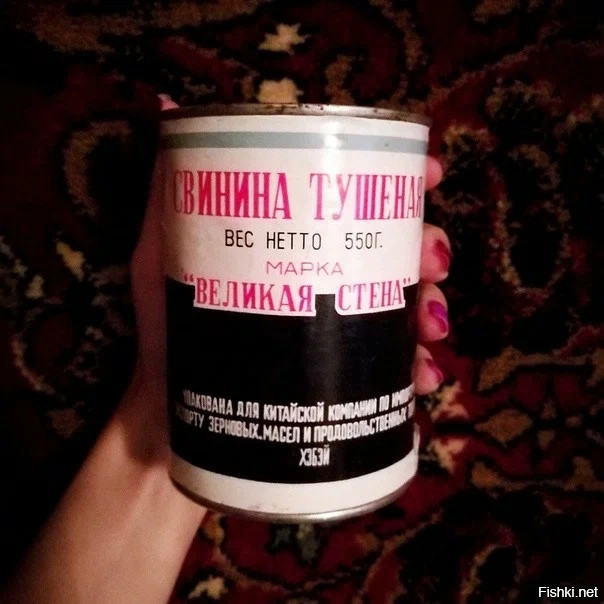 СВИНИНА ТУШЕНАЯ
ВЕС НЕТТО 550Г.
МАРКА
"ВЕЛИКАЯ СТЕНА"
УПАКОВАНА ДЛЯ КИТАЙСКОЙ КОМПАНИИ ПО
ЗЕРНОВЫХ.МАСЕЛ И ПРОДОВОЛЬСТВЕННЫХ
ХЭБЭЙ
Fishki.net